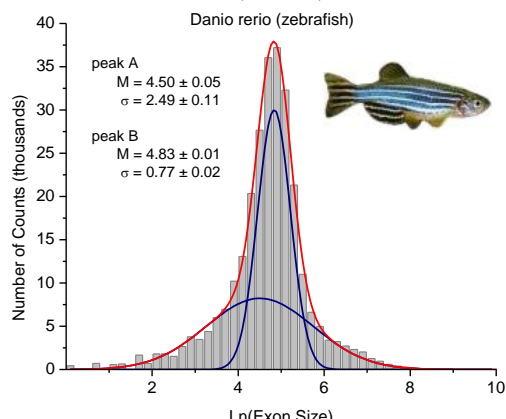 Danio rerio (zebrafish)
peak A
M = 4.50 ± 0.05
σ = 2.49 ± 0.11
peak B
M = 4.83 ± 0.01
σ = 0.77 ± 0.02
Number of Counts (thousands)
40
35
30
25
20
15
10
5
0
2
4
6
8
10
Ln(Exon Size)